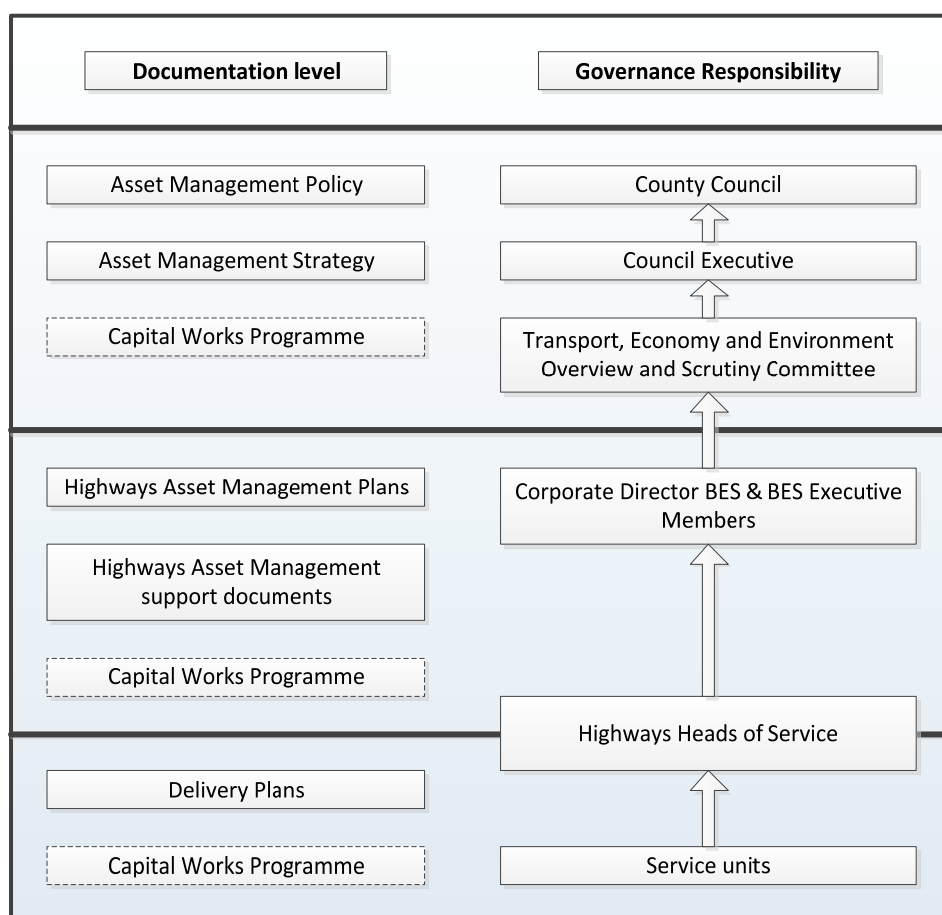 Documentation level
Governance Responsibility
Asset Management Policy
County Council
Asset Management Strategy
Council Executive
Capital Works Programme
Transport, Economy and Environment
Overview and Scrutiny Committee
Highways Asset Management Plans
Corporate Director BES & BES Executive
Members
Highways Asset Management
support documents
Capital Works Programme
Highways Heads of Service
Delivery Plans
Capital Works Programme
Service units